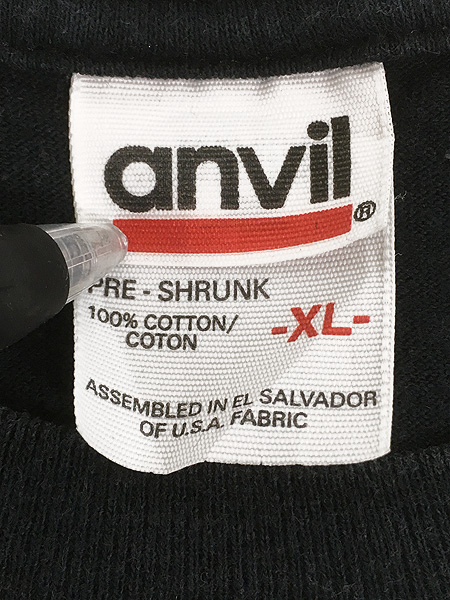 anvil®
PRE - SHRUNK
100% COTTON/
COTON
-XL-
ASSEMBLED IN EL SALVADOR
OF U.S.A. FABRIC